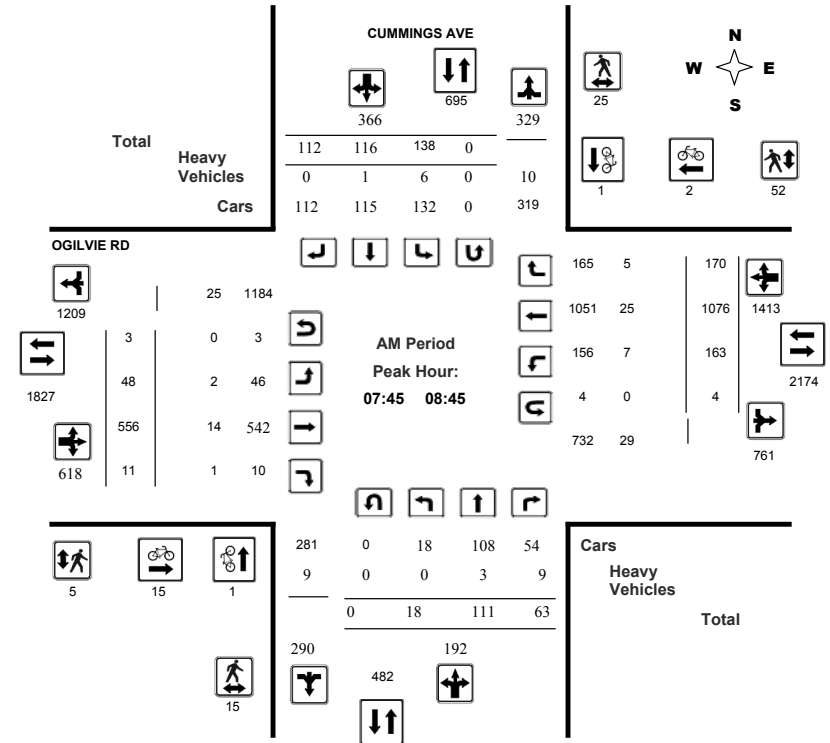 CUMMINGS AVE
N
W E
S
695
25
366 329
Total 112 116 138 0
Heavy
Vehicles 0 1 6 0 10
Cars 112 115 132 0 319
1 2 52
OGILVIE RD
1209 25 1184
3 0 3
1827 48 2 46
556 14 542
618 11 1 10
AM Period
Peak Hour:
07:45 08:45
165 5 170
1051 25 1076 1413
156 7 163
4 0 4 2174
732 29 761
281 0 18 108 54 Cars
9 0 0 3 9 Heavy
Vehicles
0 18 111 63 Total
5 15 1
290 192
482
15